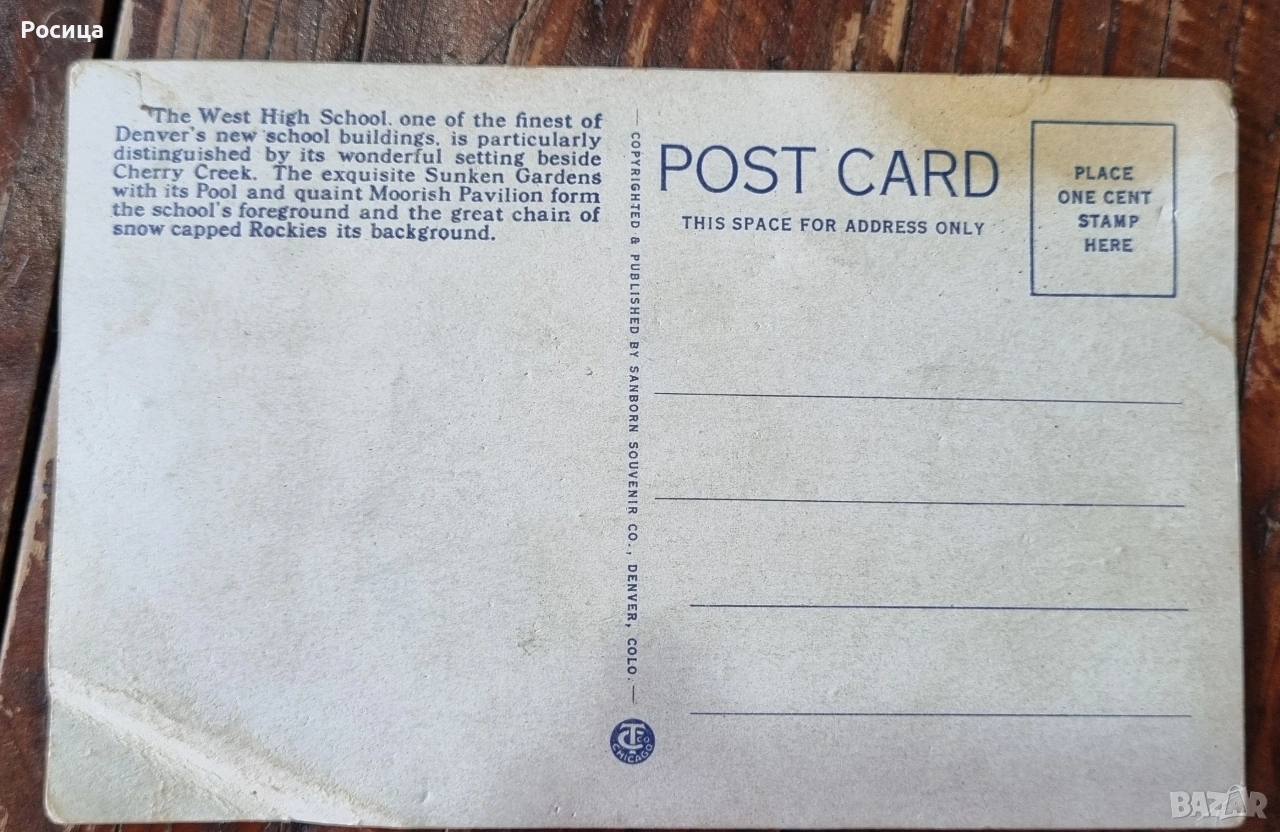 Росица
The West High School, one of the finest of
Denver's new school buildings, is particularly
distinguished by its wonderful setting beside
Cherry Creek. The exquisite Sunken Gardens
with its Pool and quaint Moorish Pavilion form
the school's foreground and the great chain of
snow capped Rockies its background.
COPYRIGHTED & PUBLISHED BY SANBORN SOUVENIR CO., DENVER, COLO.
CT CO
CHICAGO
POST CARD
THIS SPACE FOR ADDRESS ONLY
PLACE
ONE CENT
STAMP
HERE
BAZAR